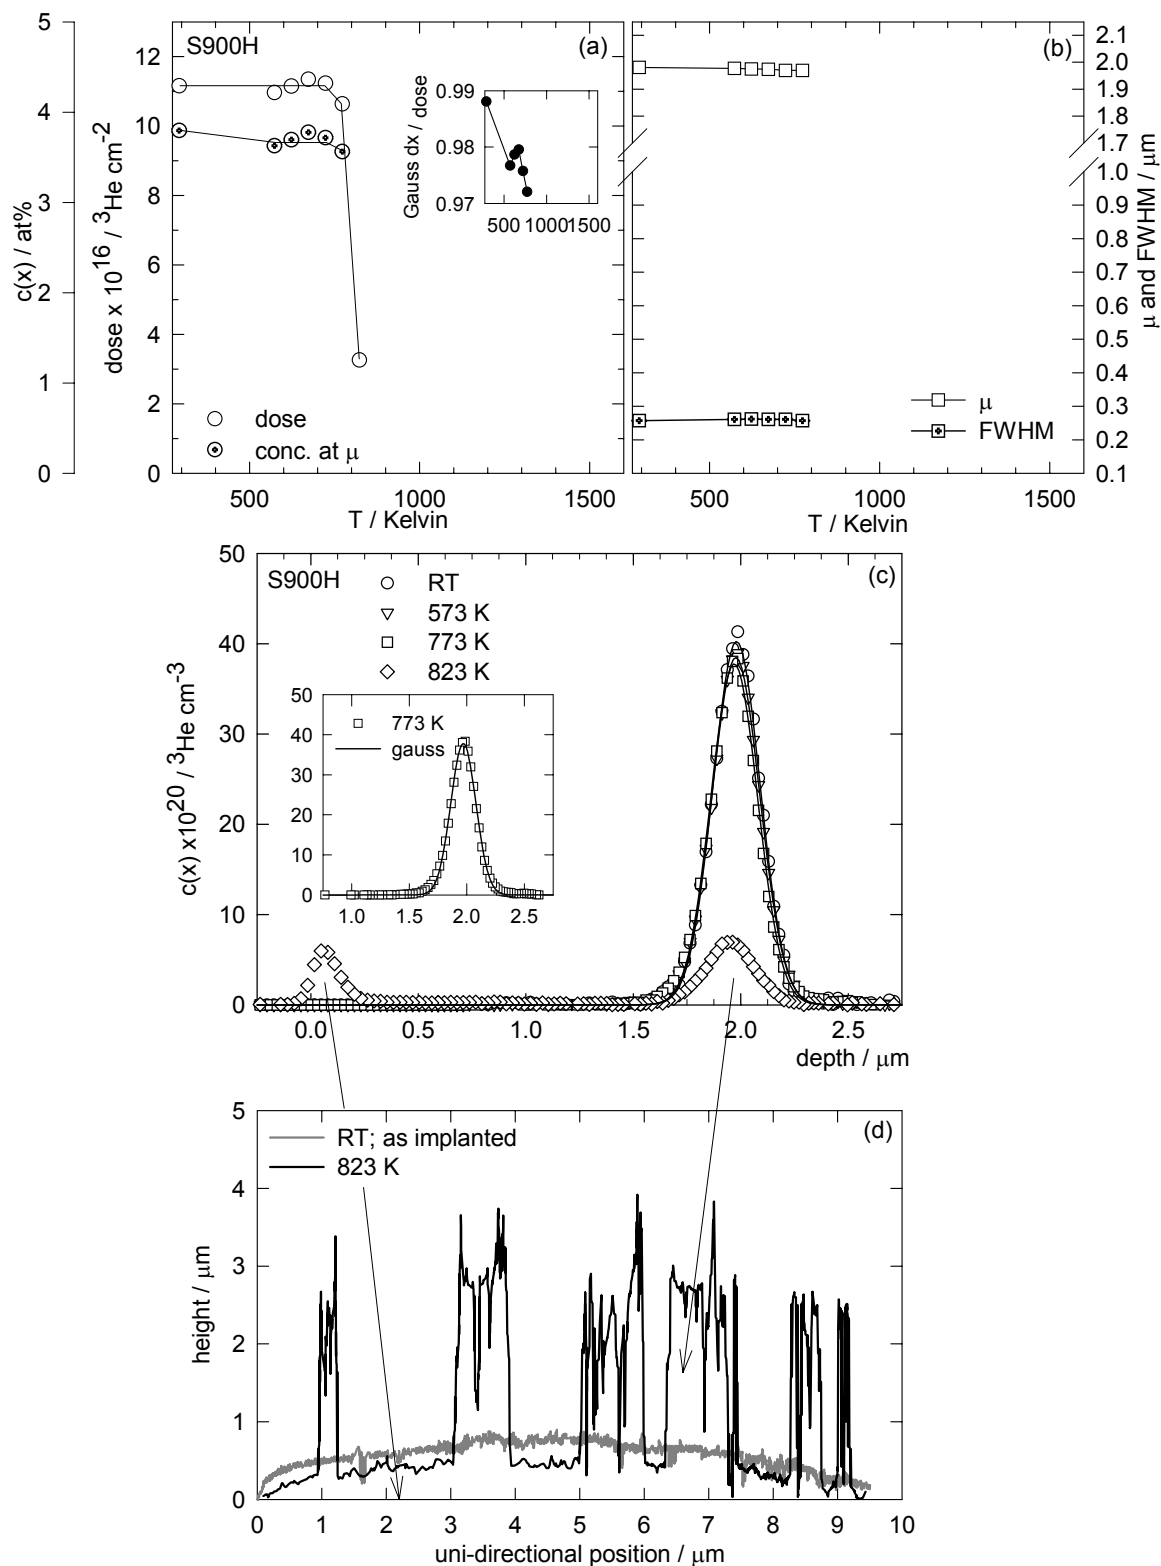 S900H
(a)
c(x) / at%
5
4
3
2
1
0
dose x 10^16 / ^3He cm^-2
12
10
8
6
4
2
0
Gauss dx / dose
0.99
0.98
0.97
500
1000
1500
dose
conc. at μ
500
1000
1500
T / Kelvin
(b)
2.1
2.0
1.9
1.8
1.7
1.0
0.9
0.8
0.7
0.6
0.5
0.4
0.3
0.2
0.1
μ and FWHM / μm
μ
FWHM
500
1000
1500
T / Kelvin
S900H
(c)
RT
573 K
773 K
823 K
c(x) x10^20 / ^3He cm-3
50
40
30
20
10
0
50
40
30
20
10
0
773 K
gauss
1.0
1.5
2.0
2.5
0.0
0.5
1.0
1.5
2.0
2.5
depth / μm
(d)
RT; as implanted
823 K
height / μm
5
4
3
2
1
0
0
1
2
3
4
5
6
7
8
9
10
uni-directional position / μm